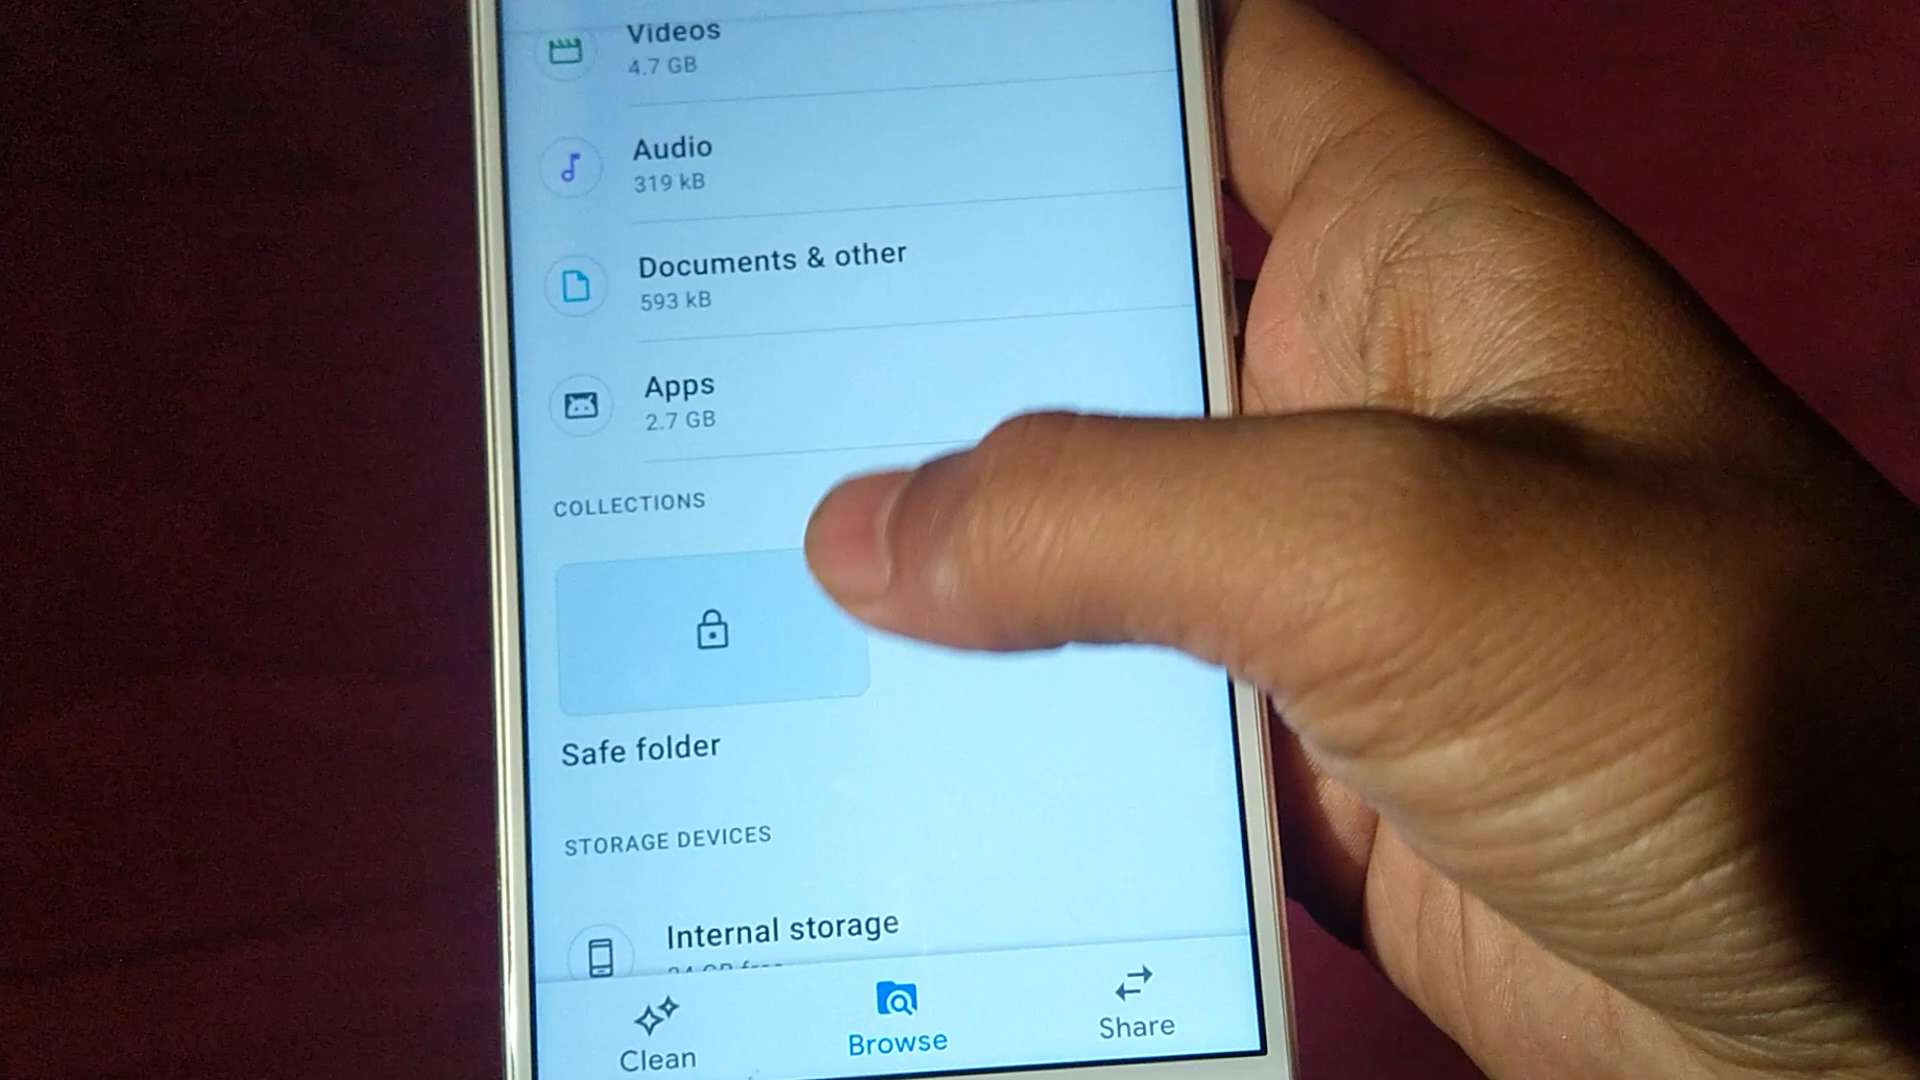 Videos
4.7 GB
Audio
319 kB
Documents & other
593 kB
Apps
2.7 GB
COLLECTIONS
Safe folder
STORAGE DEVICES
Internal storage
Clean
Browse
Share